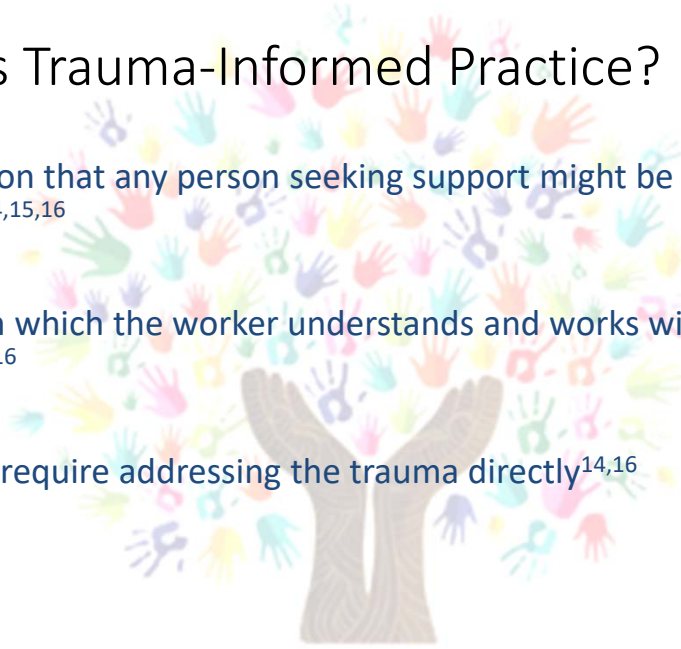 s Trauma-Informed Practice?
on that any person seeking support might be
,15,16
n which the worker understands and works wi
16
require addressing the trauma directly14,16